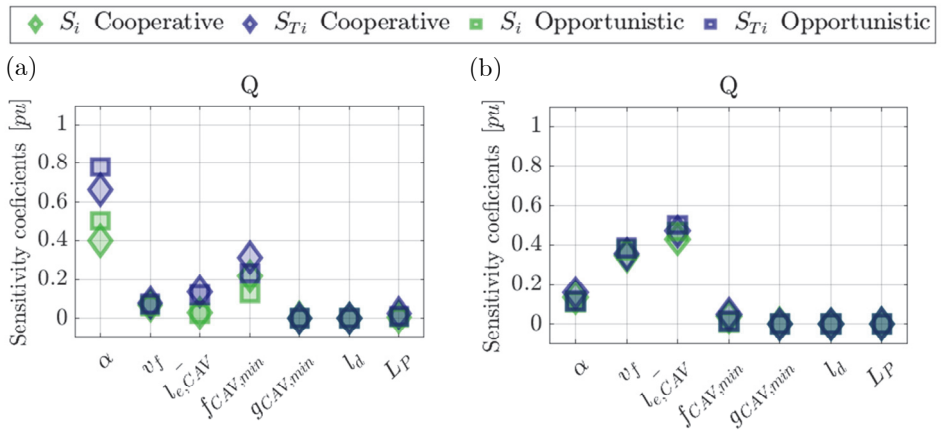 S_i Cooperative S_Ti Cooperative S_i Opportunistic S_Ti Opportunistic
(a)
Q
Sensitivity coeficients [pu]
1
0.8
0.6
0.4
0.2
0
α v_f l̄_e,CAV f_CAV,min g_CAV,min l_d L_P
(b)
Q
Sensitivity coeficients [pu]
1
0.8
0.6
0.4
0.2
0
α v_f l̄_e,CAV f_CAV,min g_CAV,min l_d L_P